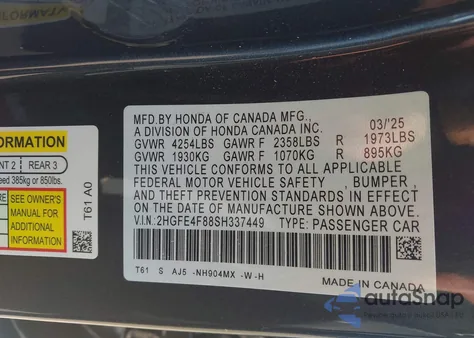 ORMATION
NT 2 | REAR 3
eed 385kg or 850lbs.
SEE OWNER'S
MANUAL FOR
ADDITIONAL
INFORMATION
T61 A0
MFD.BY HONDA OF CANADA MFG., 03/'25
A DIVISION OF HONDA CANADA INC.
GVWR 4254LBS GAWR F 2358LBS R 1973LBS
GVWR 1930KG GAWR F 1070KG R 895KG
THIS VEHICLE CONFORMS TO ALL APPLICABLE
FEDERAL MOTOR VEHICLE SAFETY , BUMPER ,
AND THEFT PREVENTION STANDARDS IN EFFECT
ON THE DATE OF MANUFACTURE SHOWN ABOVE.
V.I.N:2HGFE4F88SH337449 TYPE: PASSENGER CAR
T61 S AJ5 -NH904MX -W-H
MADE IN CANADA
autoSnap